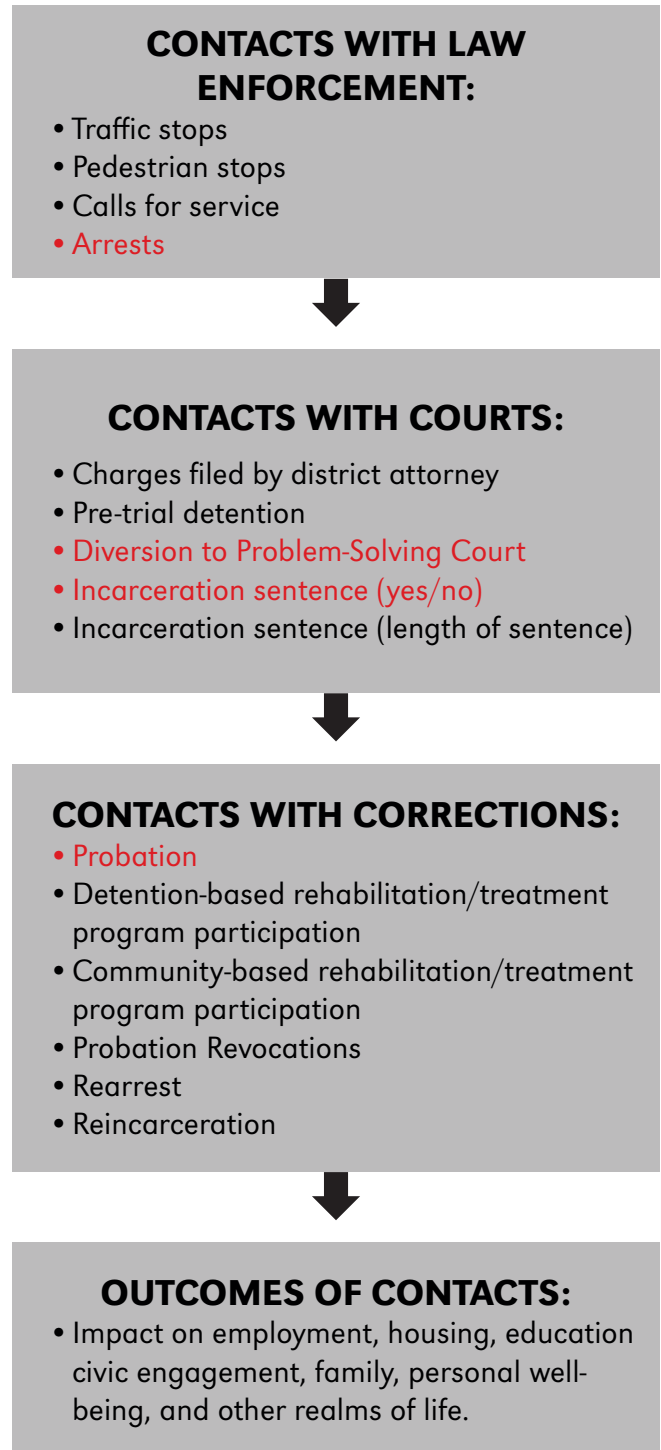 CONTACTS WITH LAW
ENFORCEMENT:
• Traffic stops
• Pedestrian stops
• Calls for service
• Arrests
CONTACTS WITH COURTS:
• Charges filed by district attorney
• Pre-trial detention
• Diversion to Problem-Solving Court
• Incarceration sentence (yes/no)
• Incarceration sentence (length of sentence)
CONTACTS WITH CORRECTIONS:
• Probation
• Detention-based rehabilitation/treatment
program participation
• Community-based rehabilitation/treatment
program participation
• Probation Revocations
• Rearrest
• Reincarceration
OUTCOMES OF CONTACTS:
• Impact on employment, housing, education
civic engagement, family, personal well-
being, and other realms of life.